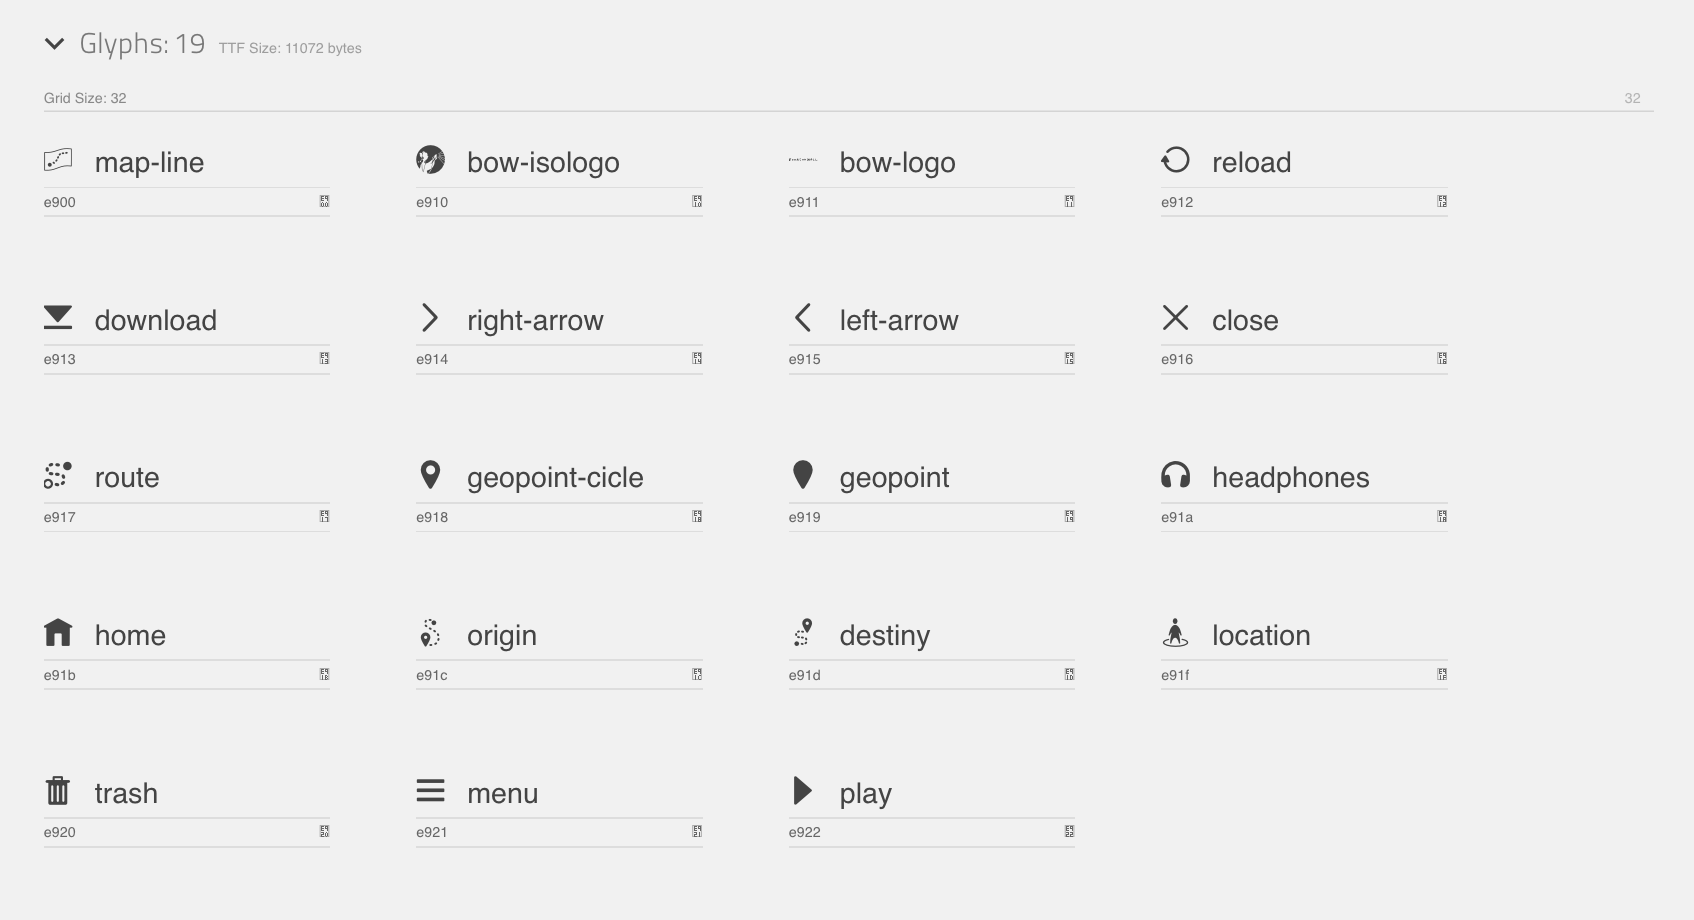 Glyphs: 19 TTF Size: 11072 bytes
Grid Size: 32 32
map-line bow-isologo bow-logo reload
e900 e910 e911 e912
download right-arrow left-arrow close
e913 e914 e915 e916
route geopoint-cicle geopoint headphones
e917 e918 e919 e91a
home origin destiny location
e91b e91c e91d e91f
trash menu play
e920 e921 e922